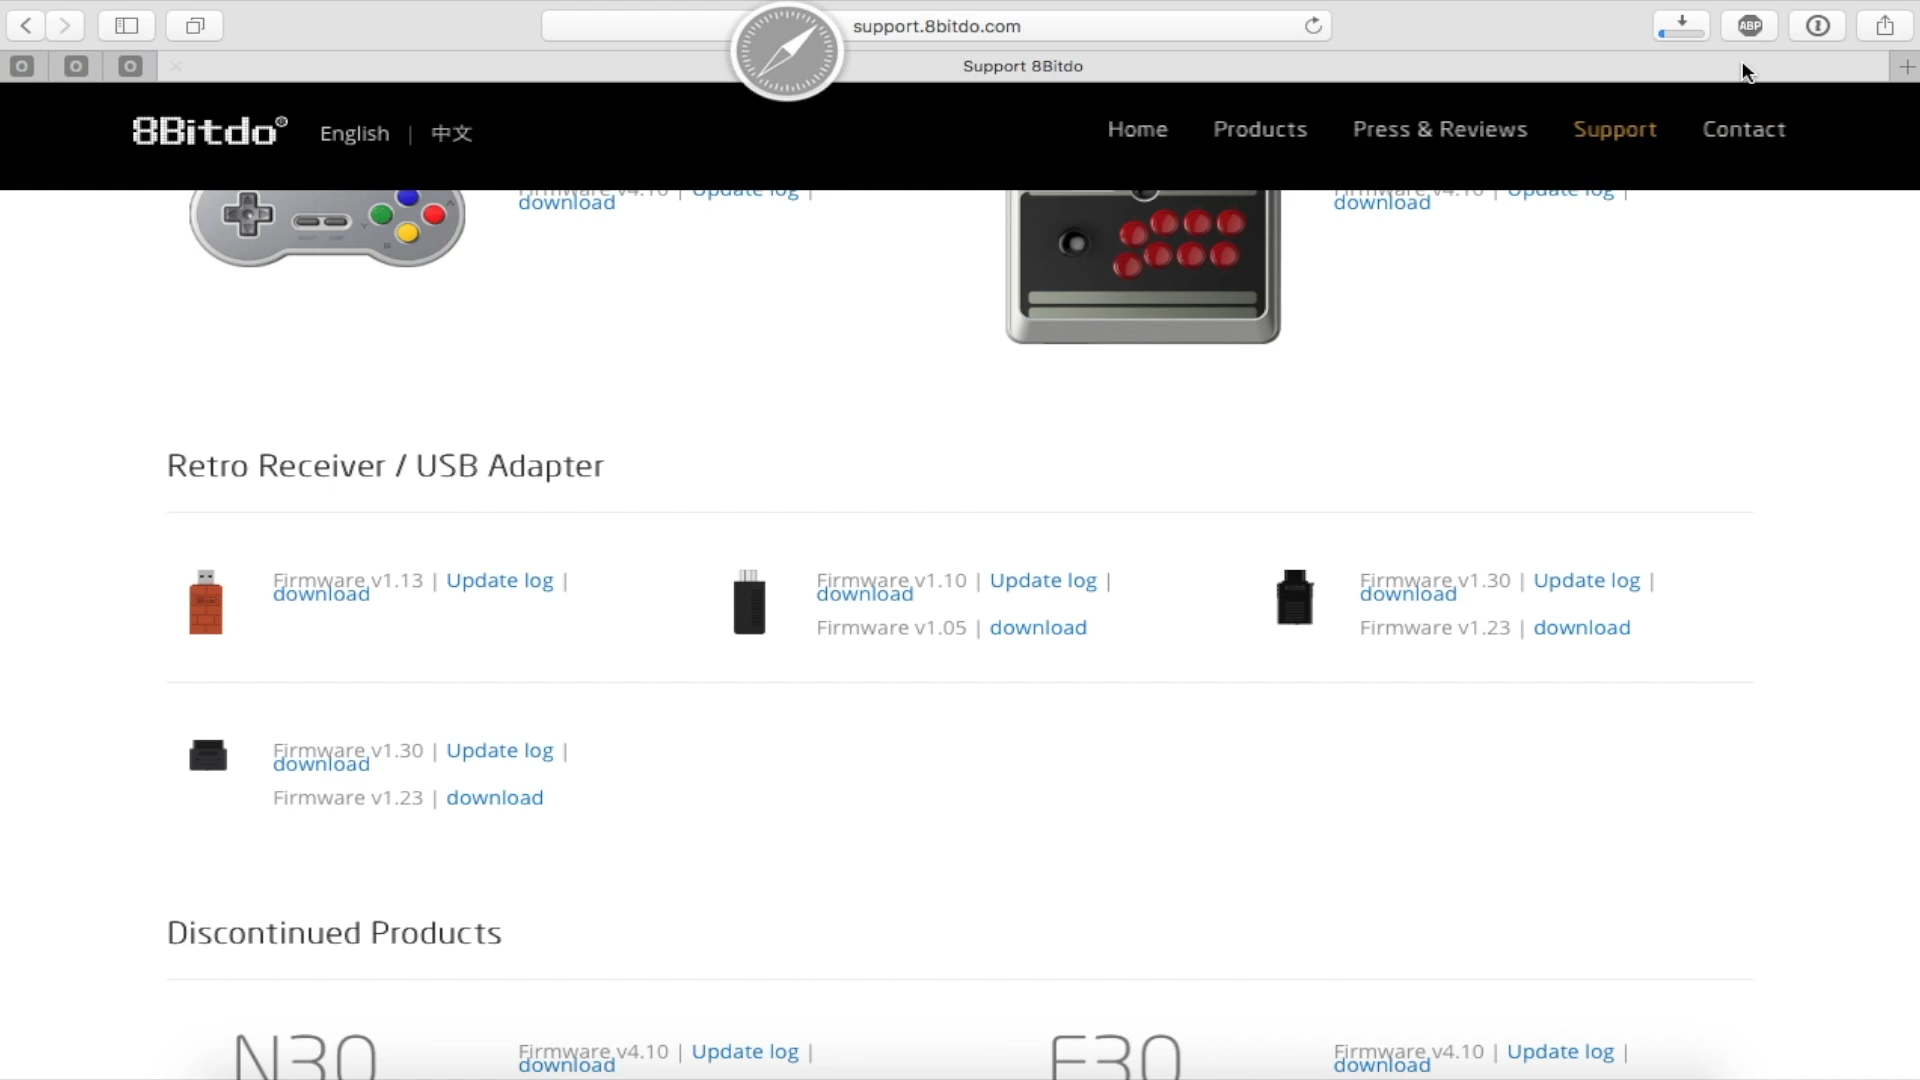 support.8bitdo.com
ABP
Support 8Bitdo
8Bitdo
English | 中文
Home Products Press & Reviews Support Contact
Firmware v4.10 | Update log |
download
Firmware v4.10 | Update log |
download
Retro Receiver / USB Adapter
Firmware v1.13 | Update log |
download
Firmware v1.10 | Update log |
download
Firmware v1.05 | download
Firmware v1.30 | Update log |
download
Firmware v1.23 | download
Firmware v1.30 | Update log |
download
Firmware v1.23 | download
Discontinued Products
N30
Firmware v4.10 | Update log |
download
F30
Firmware v4.10 | Update log |
download